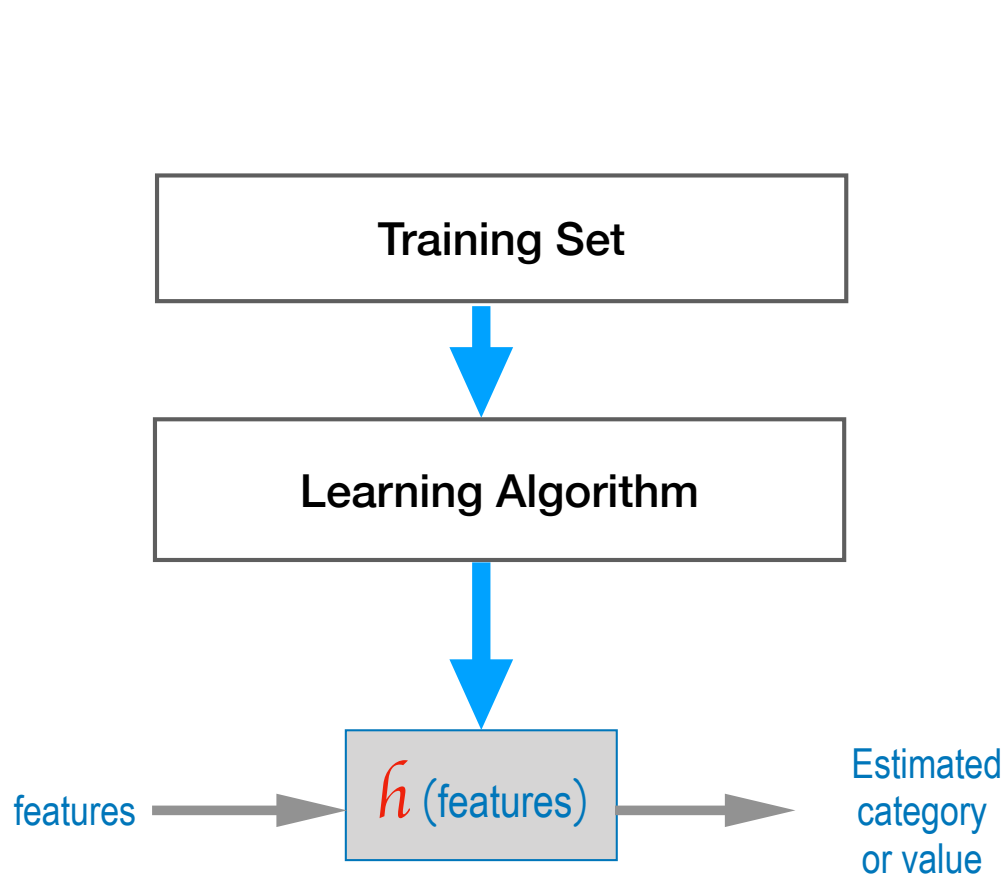 Training Set
Learning Algorithm
features
h (features)
Estimated
category
or value